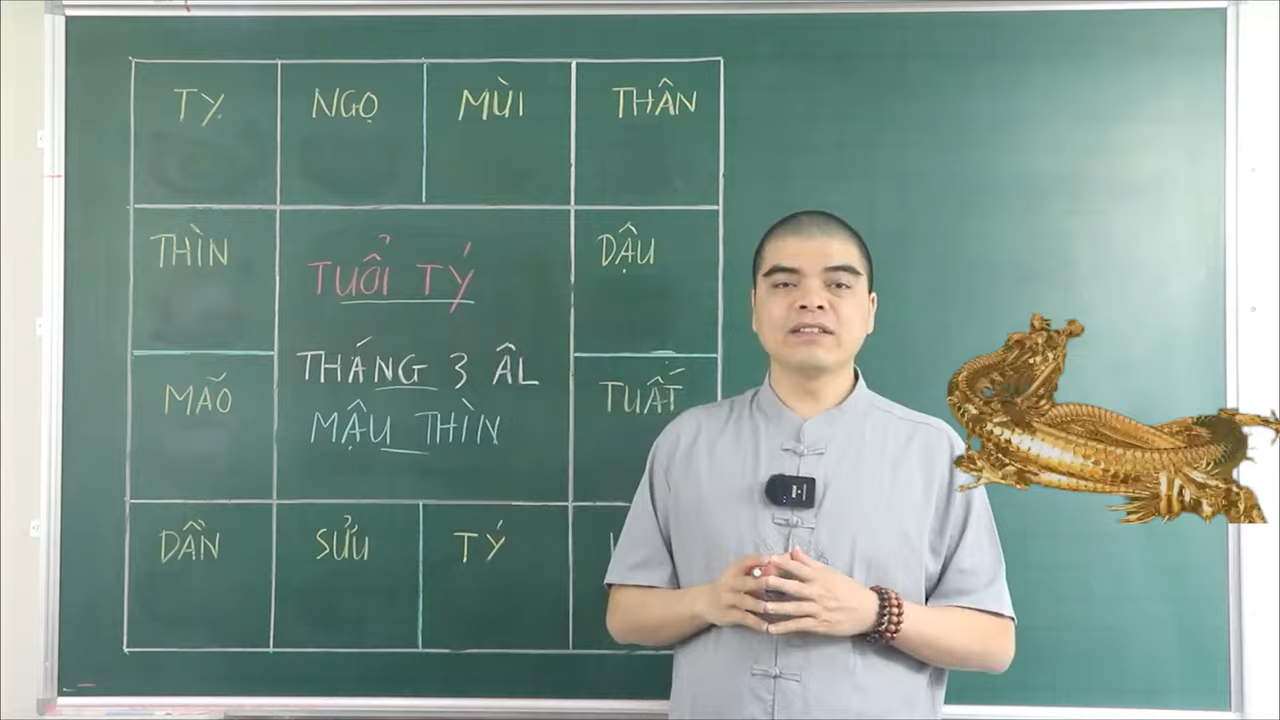 TỴ NGỌ MÙI THÂN
THÌN DẬU
TUỔI TÝ
THÁNG 3 ÂL
MÃO TUẤT
MẬU THÌN
DẦN SỬU TÝ